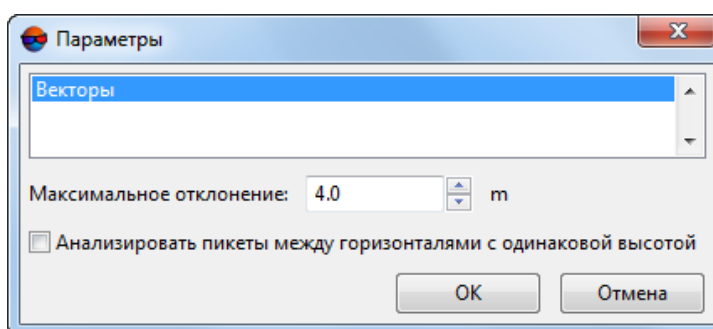 Параметры
Векторы
Максимальное отклонение: 4.0 m
Анализировать пикеты между горизонталями с одинаковой высотой
OK Отмена